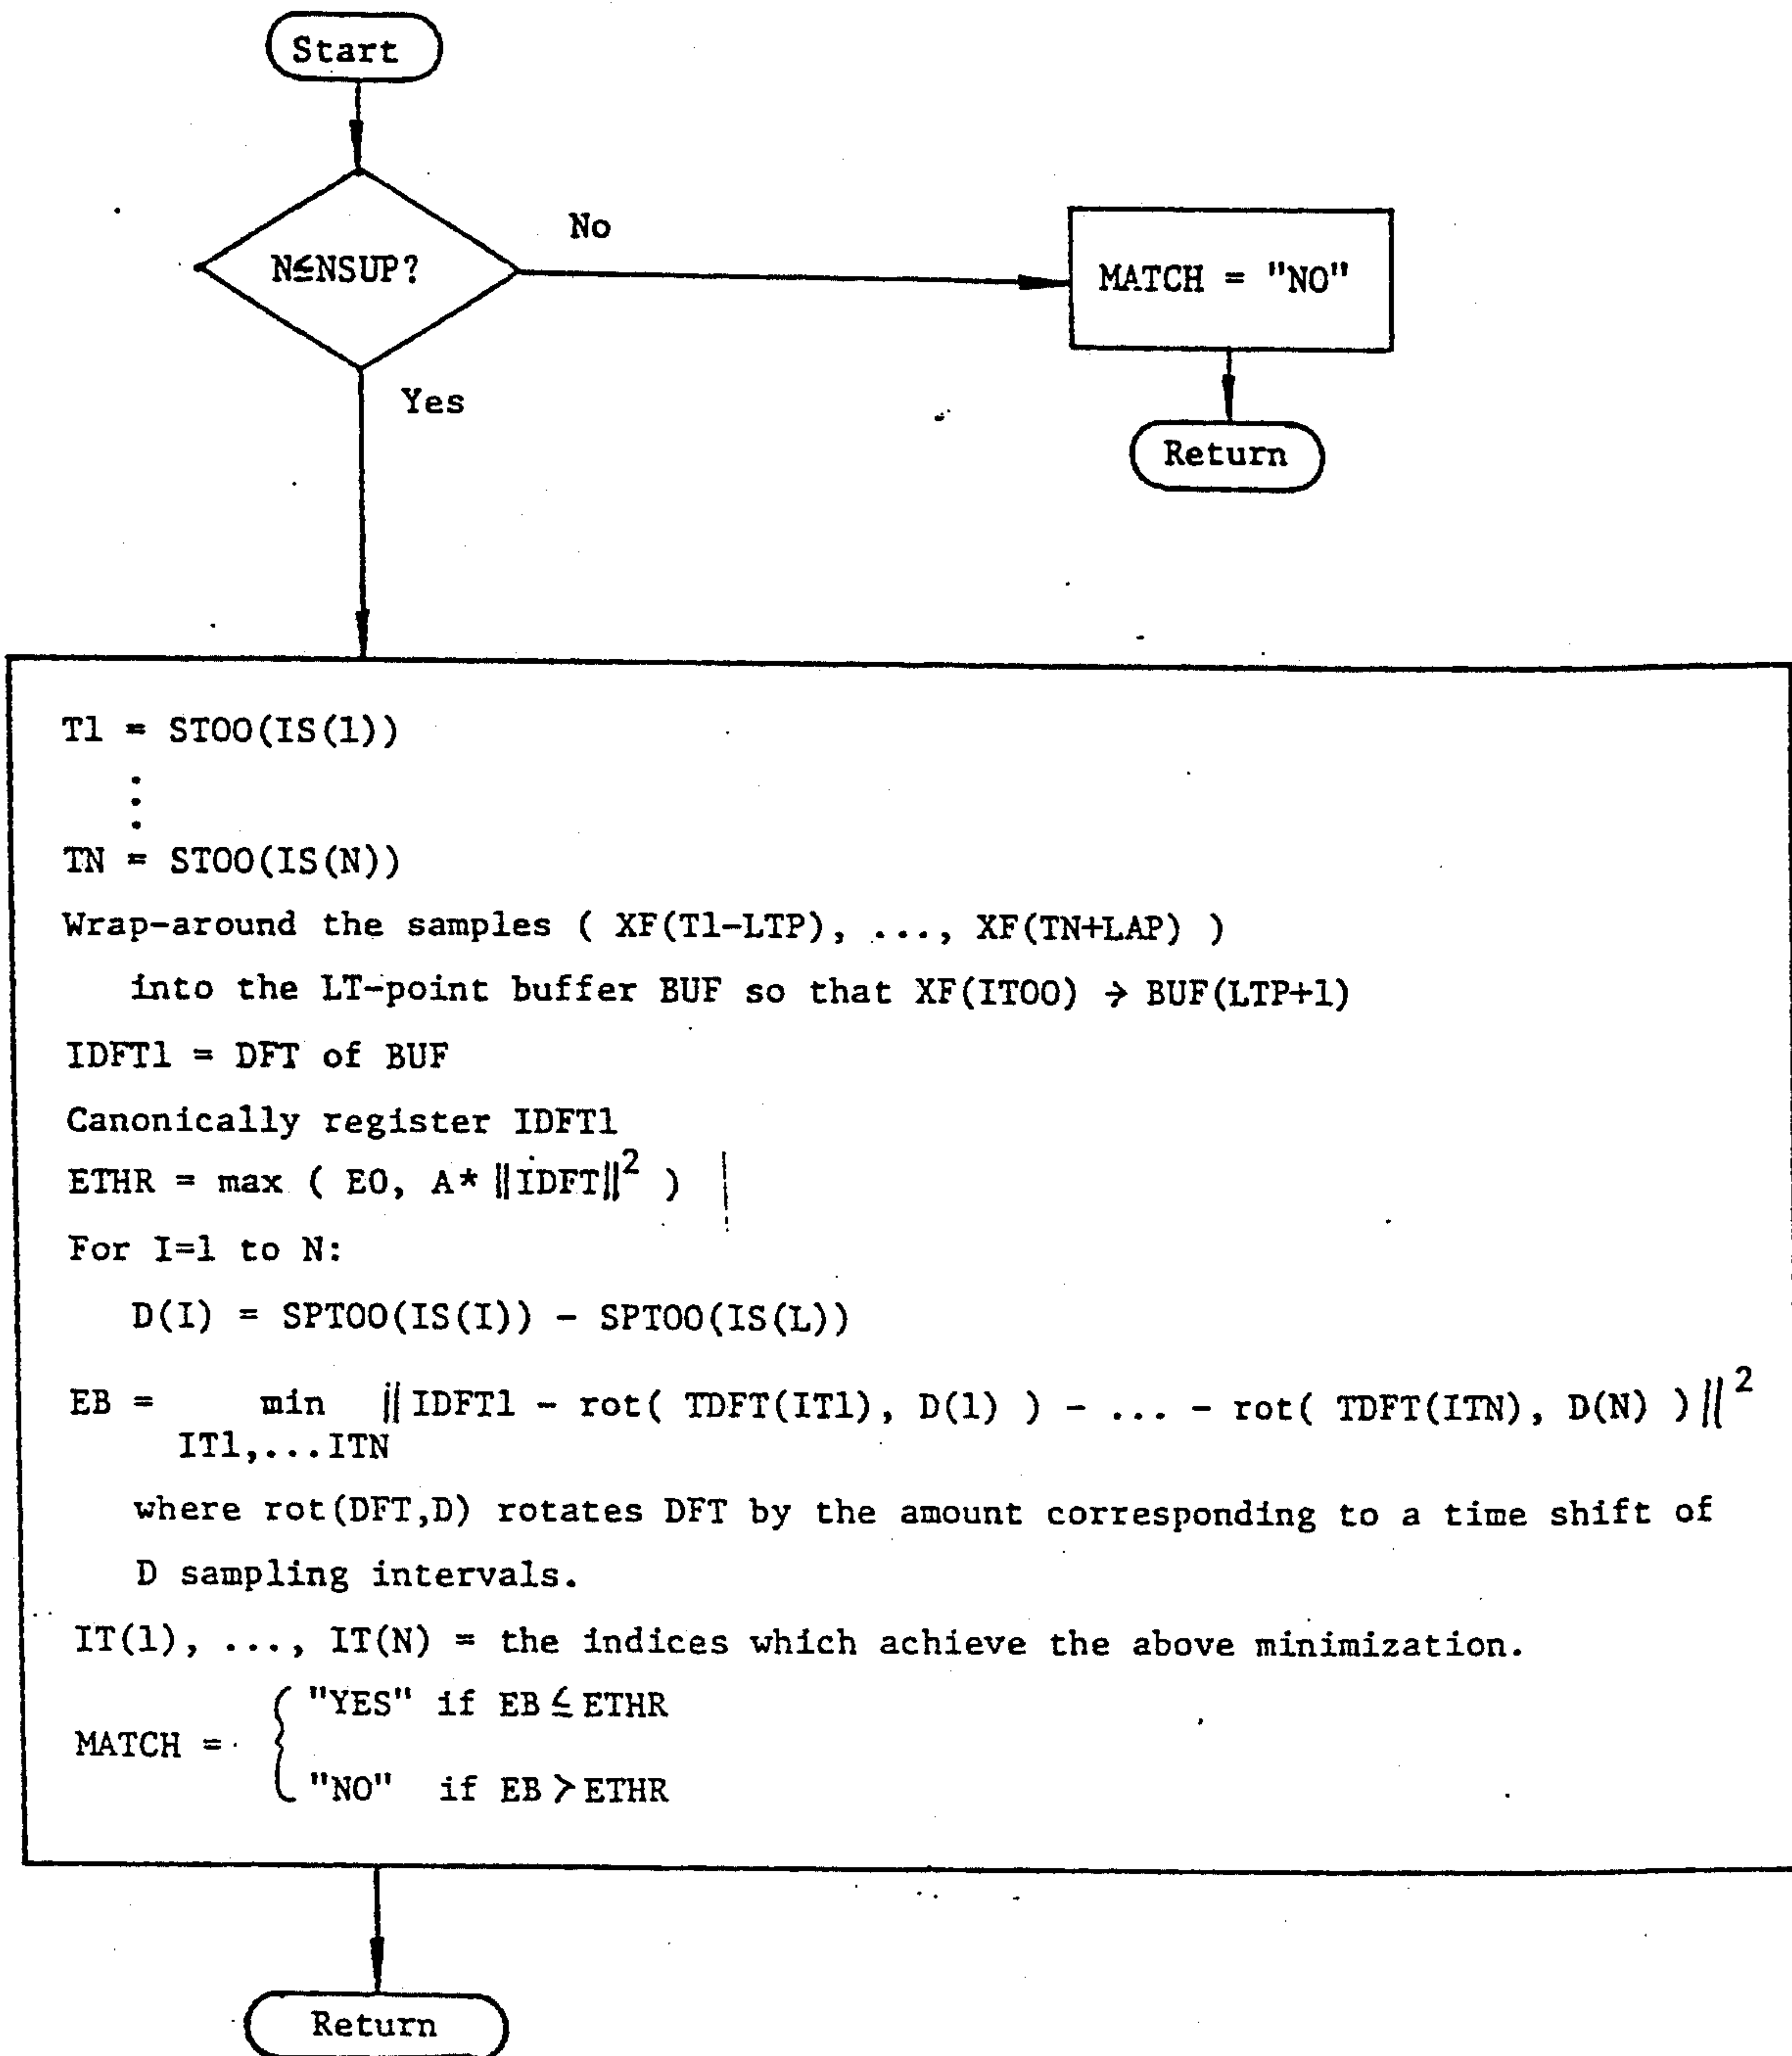 Start
N≤NSUP?
No
MATCH = "NO"
Yes
Return
T1 = STOO(IS(1))
⋮
TN = STOO(IS(N))
Wrap-around the samples ( XF(T1-LTP), ..., XF(TN+LAP) )
into the LT-point buffer BUF so that XF(ITOO) → BUF(LTP+1)
IDFT1 = DFT of BUF
Canonically register IDFT1
ETHR = max ( EO, A* ||IDFT||² )
For I=1 to N:
D(I) = SPTOO(IS(I)) - SPTOO(IS(L))
EB = min || IDFT1 - rot( TDFT(IT1), D(1) ) - ... - rot( TDFT(ITN), D(N) ) ||²
IT1,...ITN
where rot(DFT,D) rotates DFT by the amount corresponding to a time shift of
D sampling intervals.
IT(1), ..., IT(N) = the indices which achieve the above minimization.
"YES" if EB ≤ ETHR
MATCH = {
"NO" if EB > ETHR
Return